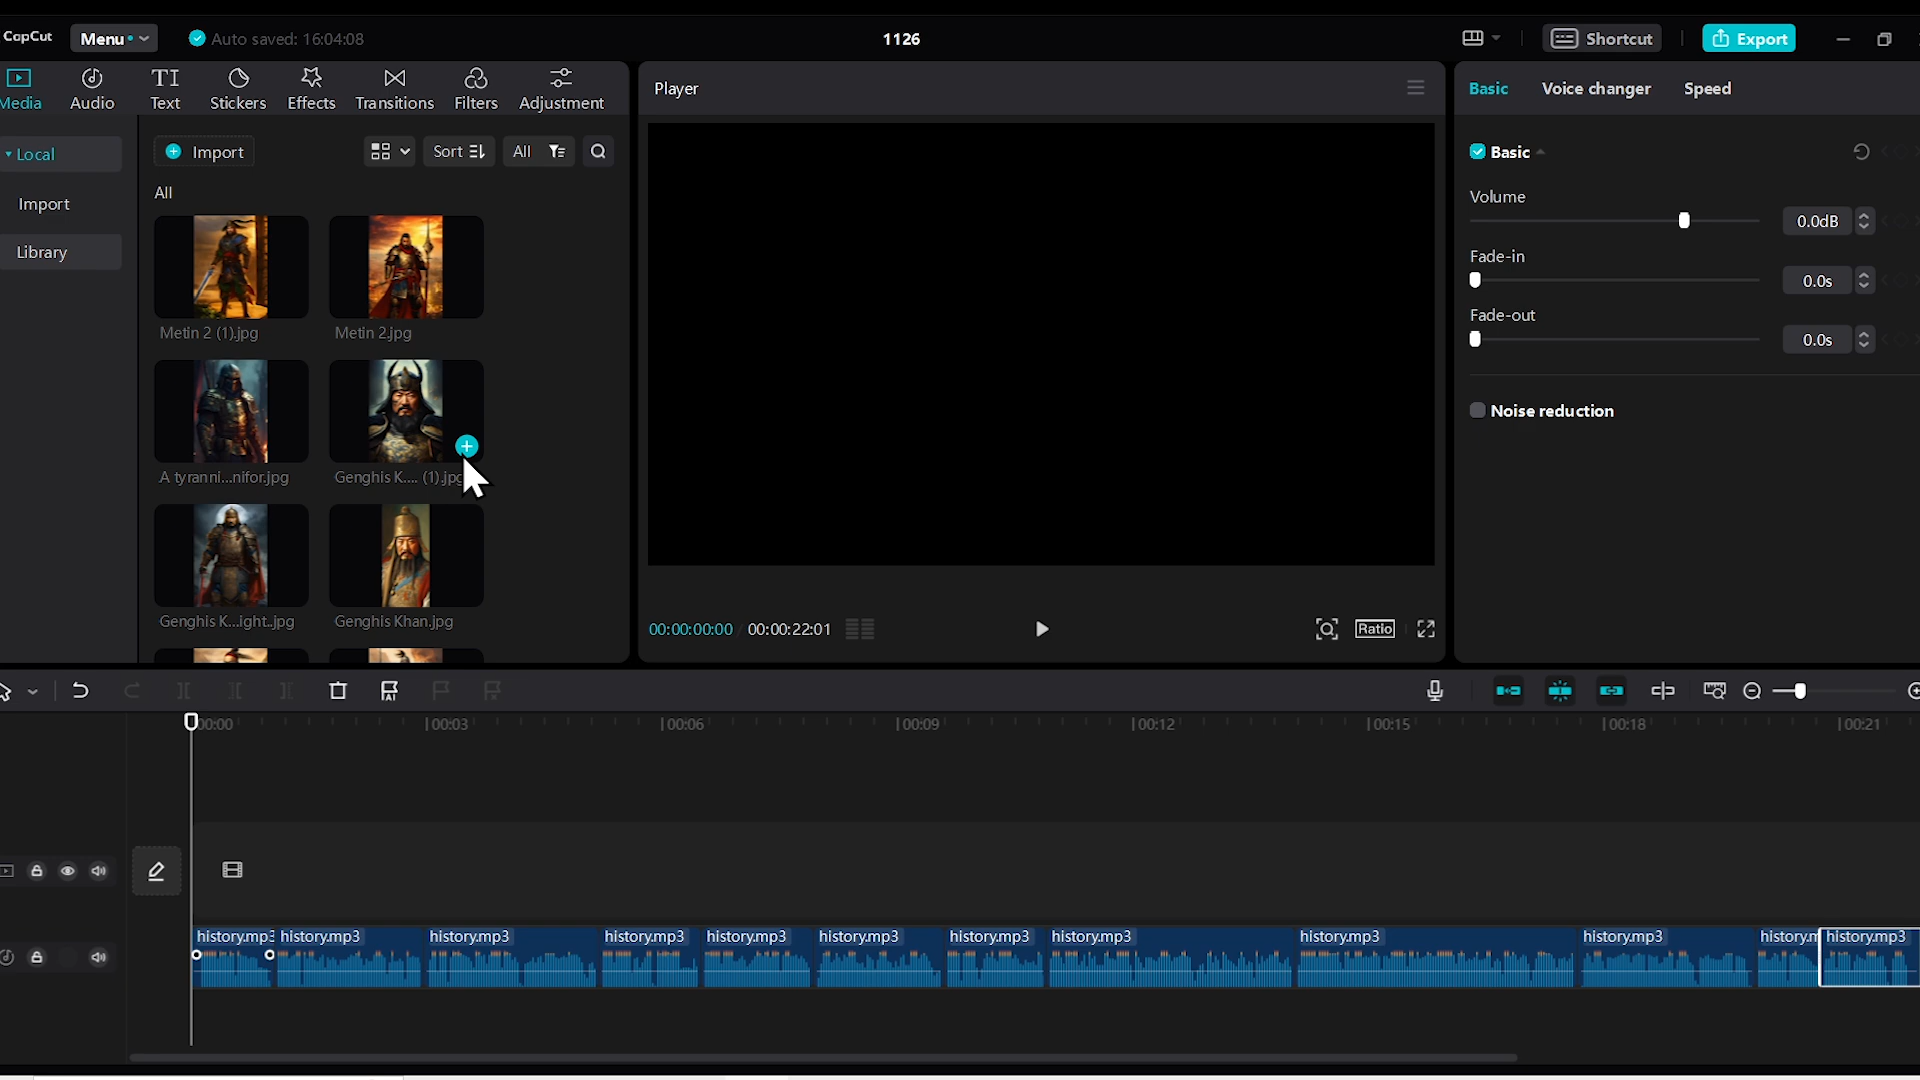 CapCut Menu Auto saved: 16:04:08 1126 Shortcut Export
Media Audio TI Text Stickers Effects Transitions Filters Adjustment
Player
Basic Voice changer Speed
Local
Import
Library
Import Sort All
All
Metin 2 (1).jpg Metin 2.jpg
A tyranni...nifor.jpg Genghis K.... (1).jpg
Genghis K...ight..jpg Genghis Khan.jpg
Basic
Volume
0.0dB
Fade-in
0.0s
Fade-out
0.0s
Noise reduction
00:00:00:00 00:00:22:01 Ratio
00:00 00:03 00:06 00:09 00:12 00:15 00:18 00:21
history.mp3 history.mp3 history.mp3 history.mp3 history.mp3 history.mp3 history.mp3 history.mp3 history.mp3 history.mp3 history.m history.mp3